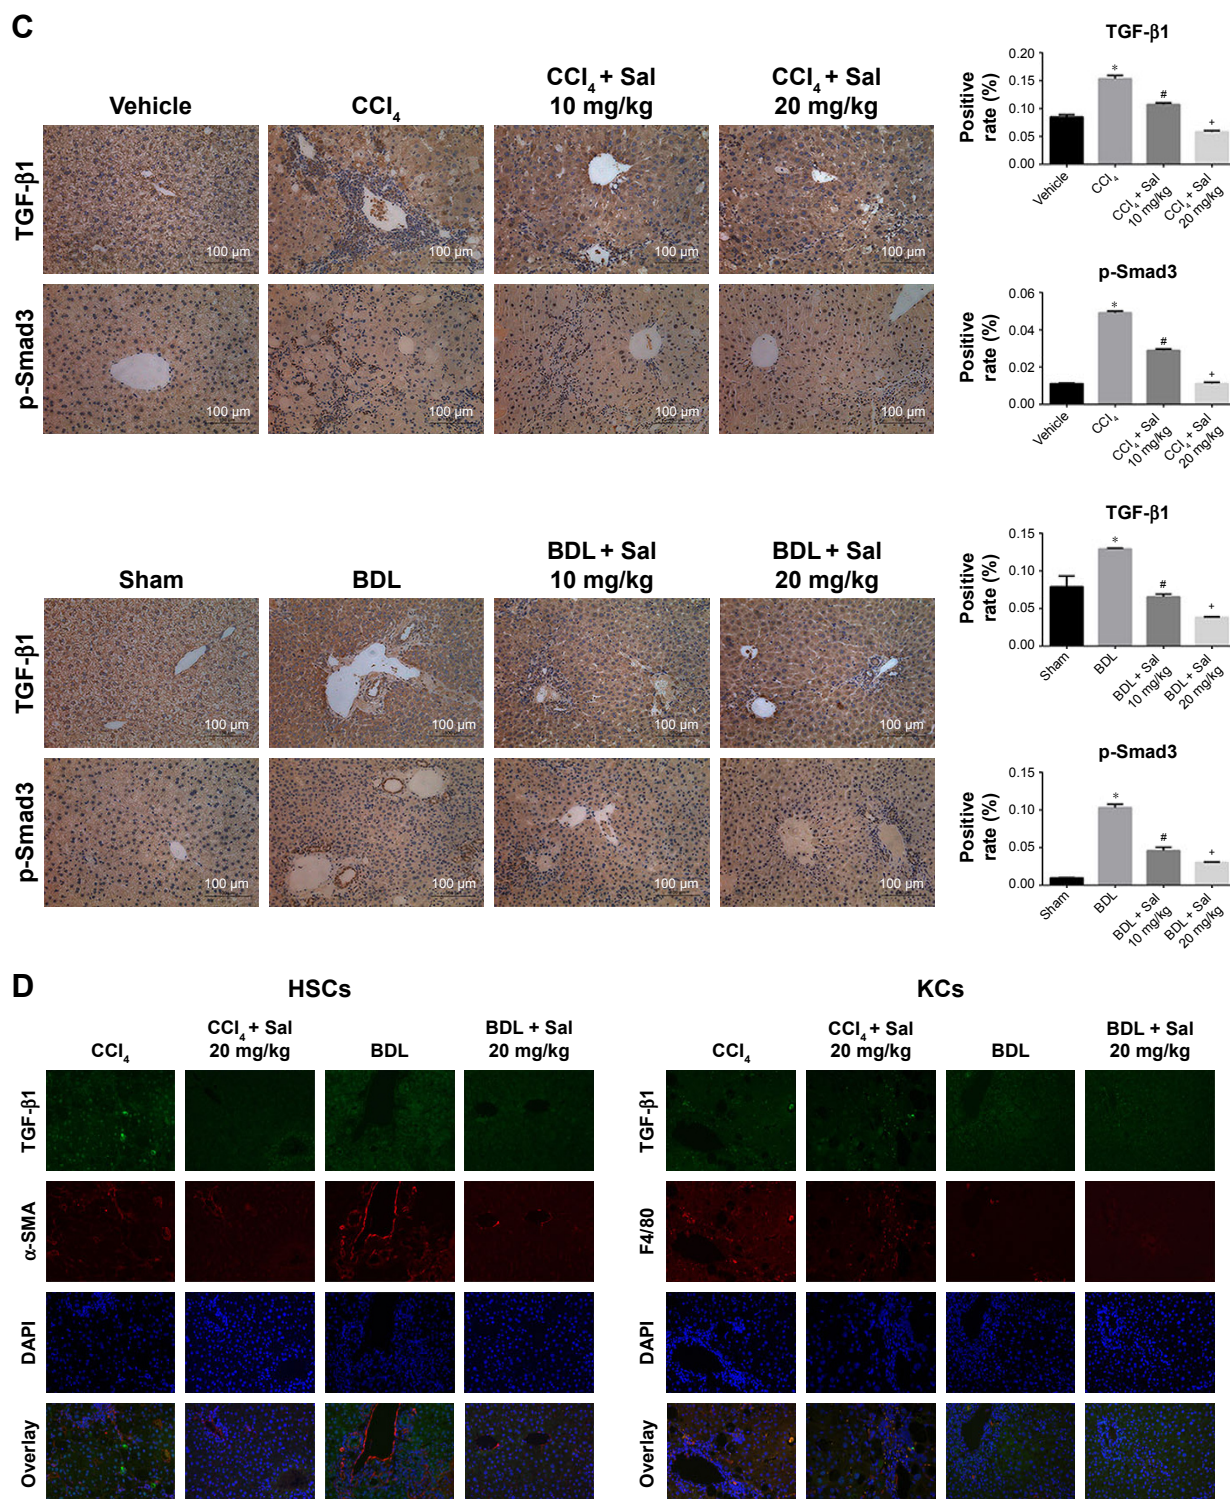 C
Vehicle
CCl4
CCl4 + Sal
10 mg/kg
CCl4 + Sal
20 mg/kg
TGF-β1
100 µm
100 µm
100 µm
100 µm
p-Smad3
100 µm
100 µm
100 µm
100 µm
TGF-β1
Positive
rate (%)
0.20
0.15
0.10
0.05
0.00
*
#
+
Vehicle
CCl4
CCl4 + Sal
10 mg/kg
CCl4 + Sal
20 mg/kg
p-Smad3
Positive
rate (%)
0.06
0.04
0.02
0.00
*
#
+
Vehicle
CCl4
CCl4 + Sal
10 mg/kg
CCl4 + Sal
20 mg/kg
Sham
BDL
BDL + Sal
10 mg/kg
BDL + Sal
20 mg/kg
TGF-β1
100 µm
100 µm
100 µm
100 µm
p-Smad3
100 µm
100 µm
100 µm
100 µm
TGF-β1
Positive
rate (%)
0.15
0.10
0.05
0.00
*
#
+
Sham
BDL
BDL + Sal
10 mg/kg
BDL + Sal
20 mg/kg
p-Smad3
Positive
rate (%)
0.15
0.10
0.05
0.00
*
#
+
Sham
BDL
BDL + Sal
10 mg/kg
BDL + Sal
20 mg/kg
D
HSCs
CCl4
CCl4 + Sal
20 mg/kg
BDL
BDL + Sal
20 mg/kg
TGF-β1
α-SMA
DAPI
Overlay
KCs
CCl4
CCl4 + Sal
20 mg/kg
BDL
BDL + Sal
20 mg/kg
TGF-β1
F4/80
DAPI
Overlay